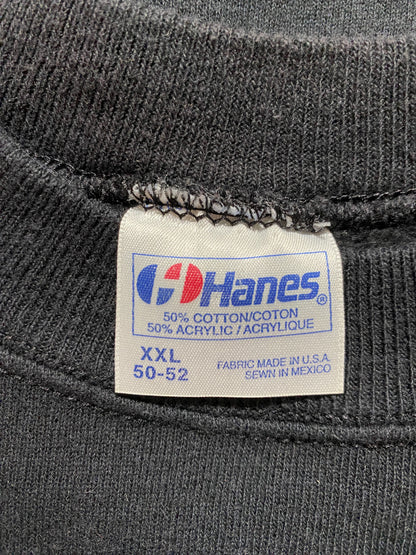 Hanes®
50% COTTON/COTON
50% ACRYLIC/ACRYLIQUE
XXL
50-52
FABRIC MADE IN U.S.A.
SEWN IN MEXICO